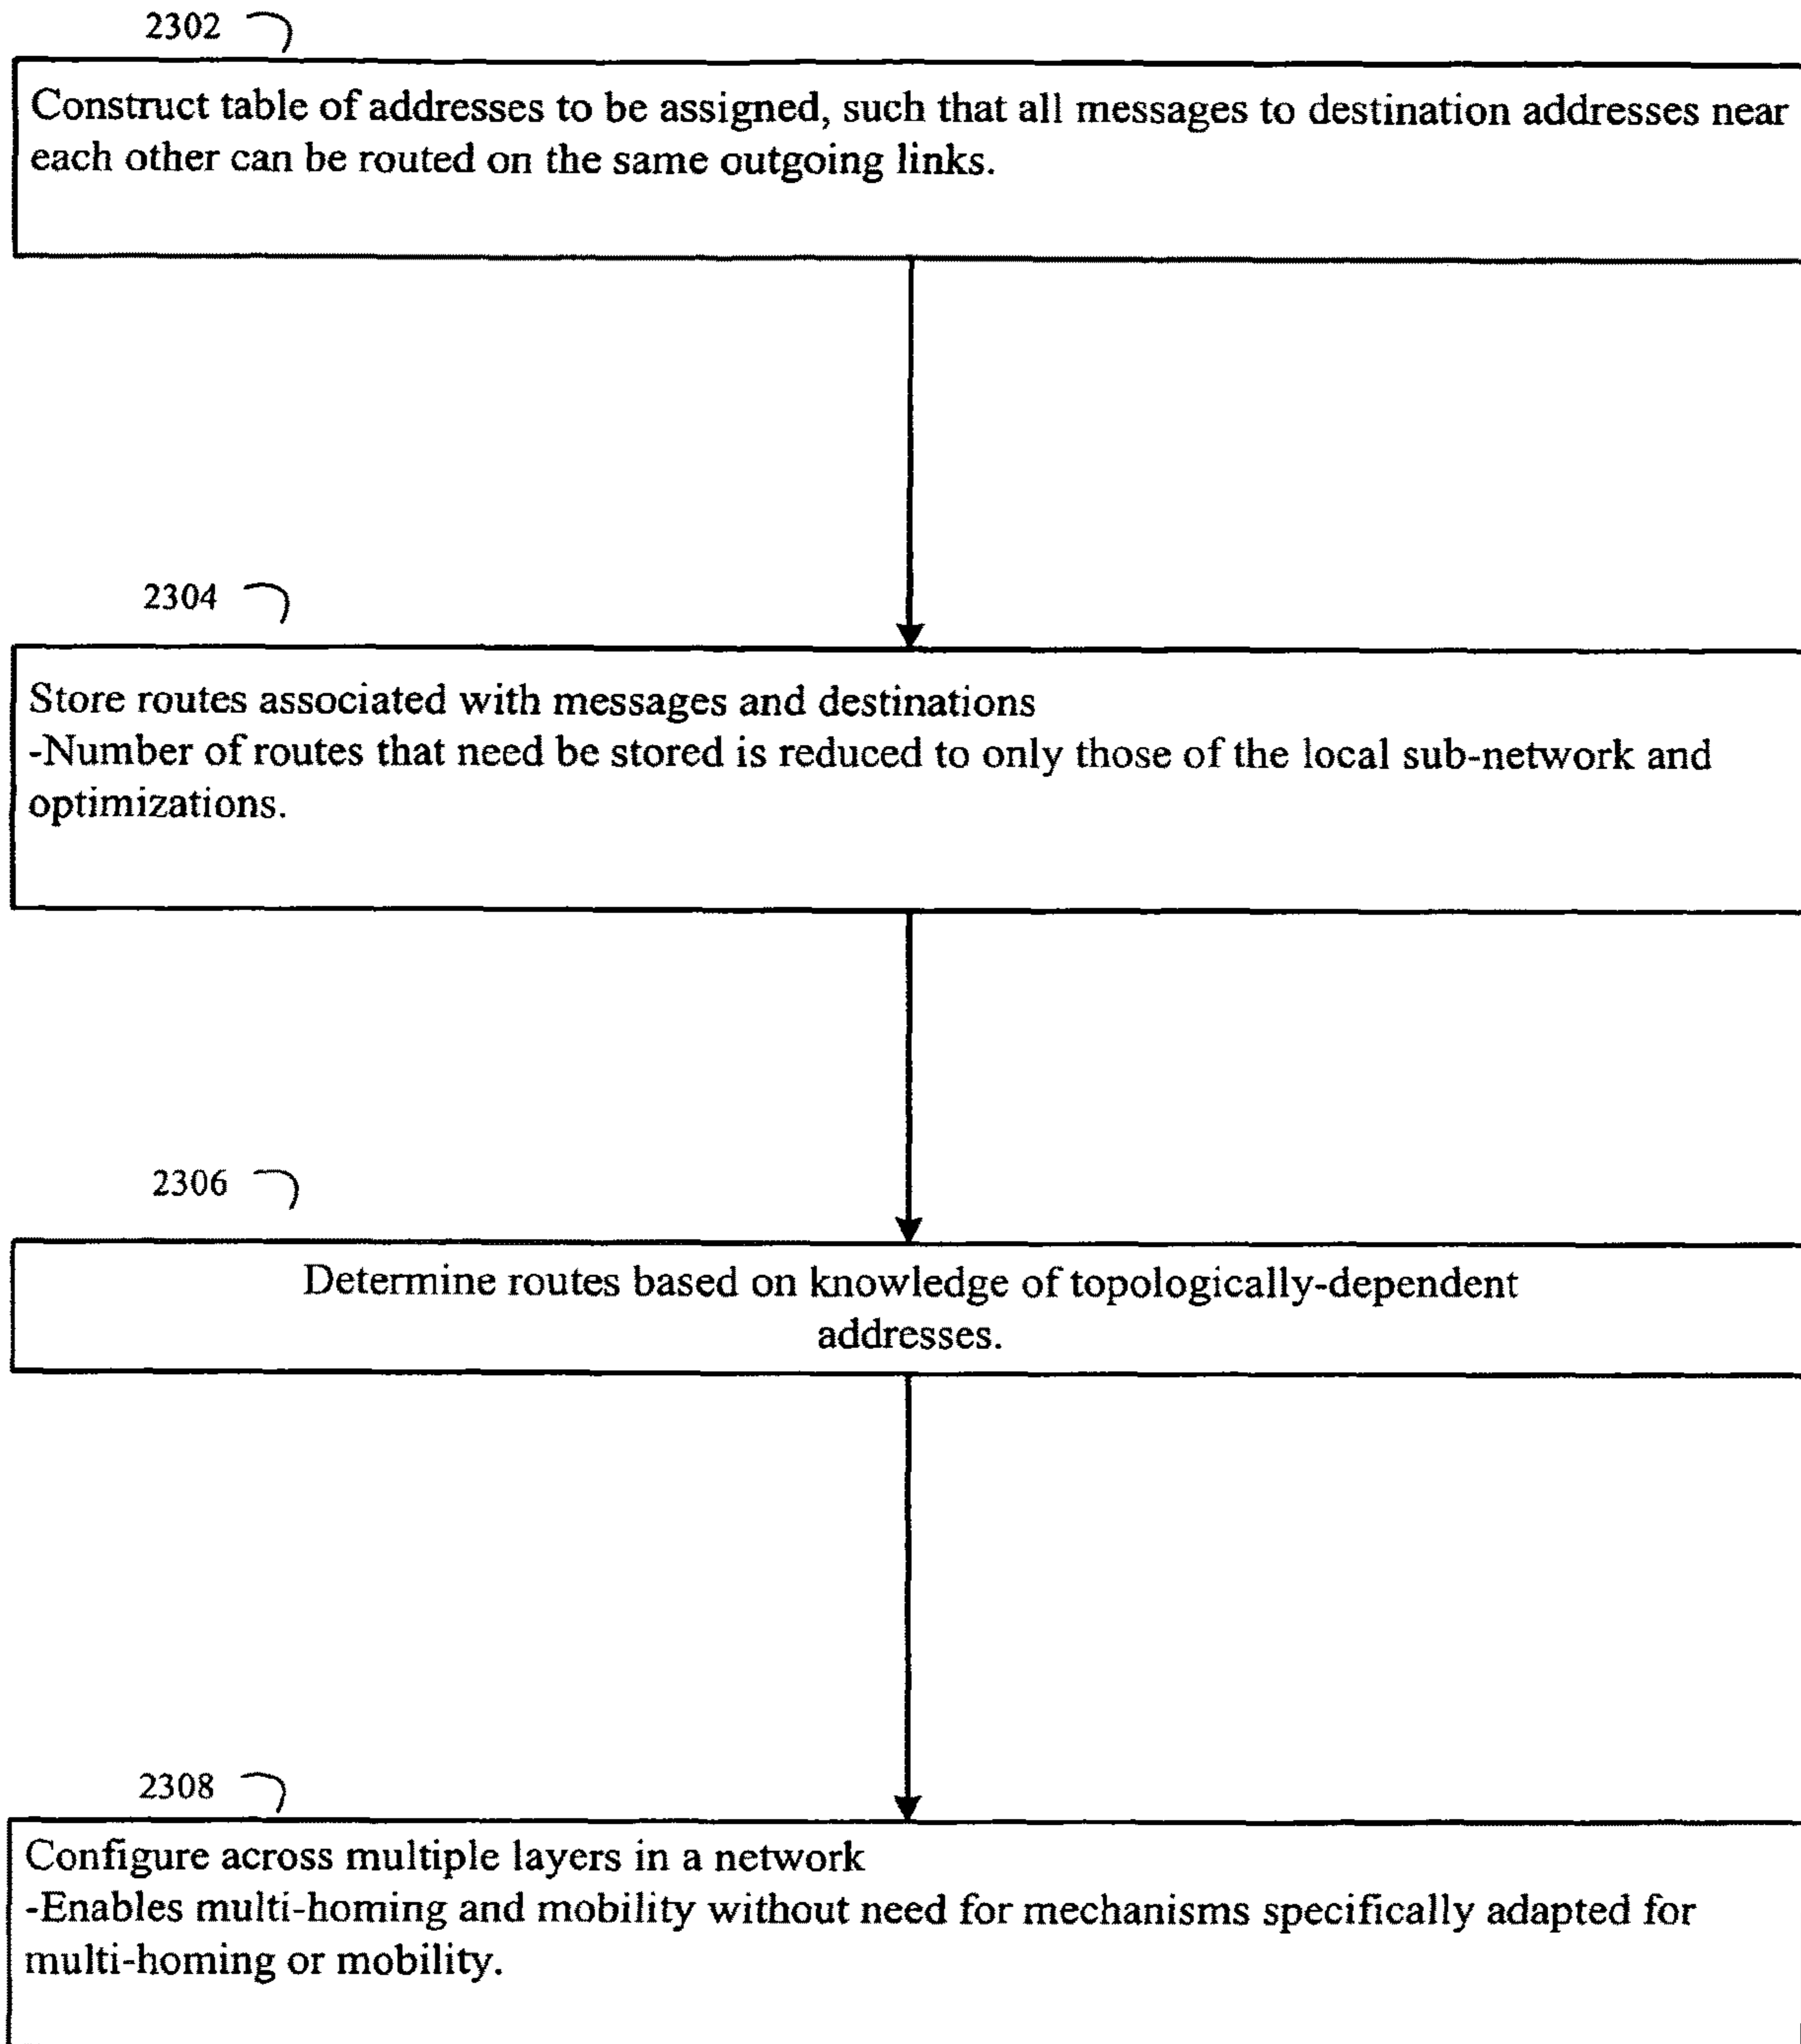 2302
Construct table of addresses to be assigned, such that all messages to destination addresses near
each other can be routed on the same outgoing links.
2304
Store routes associated with messages and destinations
-Number of routes that need be stored is reduced to only those of the local sub-network and
optimizations.
2306
Determine routes based on knowledge of topologically-dependent
addresses.
2308
Configure across multiple layers in a network
-Enables multi-homing and mobility without need for mechanisms specifically adapted for
multi-homing or mobility.